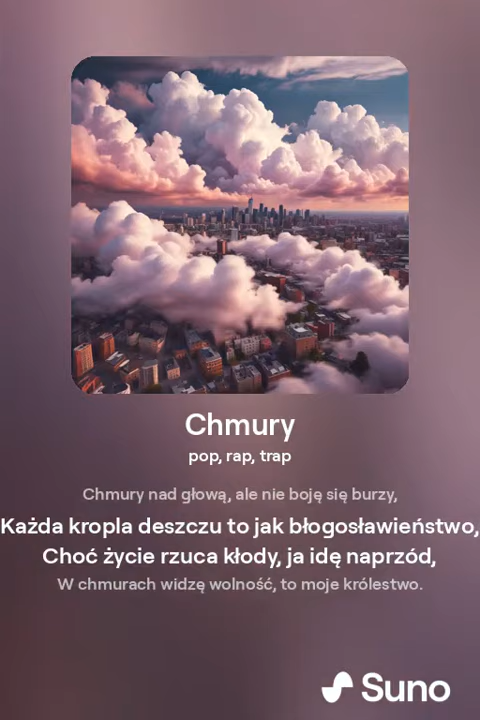 Chmury
pop, rap, trap
Chmury nad głową, ale nie boję się burzy,
Każda kropla deszczu to jak błogosławieństwo,
Choć życie rzuca kłody, ja idę naprzód,
W chmurach widzę wolność, to moje królestwo.
Suno